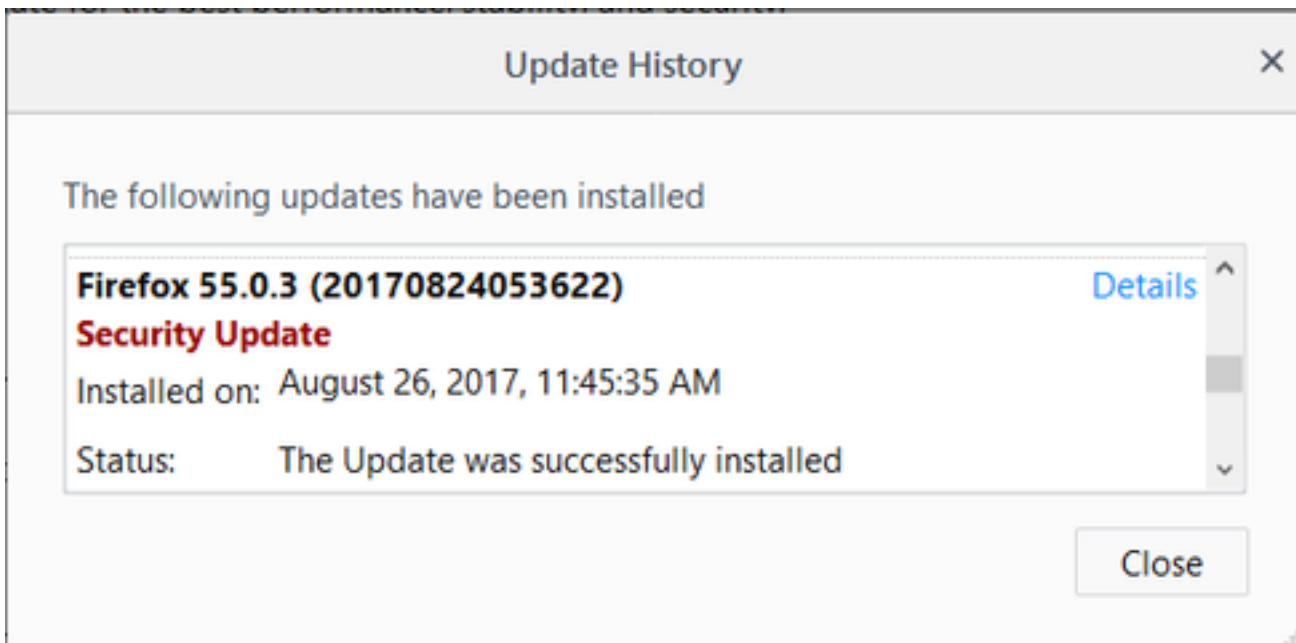 Update History
The following updates have been installed
Firefox 55.0.3 (20170824053622) Details
Security Update
Installed on: August 26, 2017, 11:45:35 AM
Status: The Update was successfully installed
Close